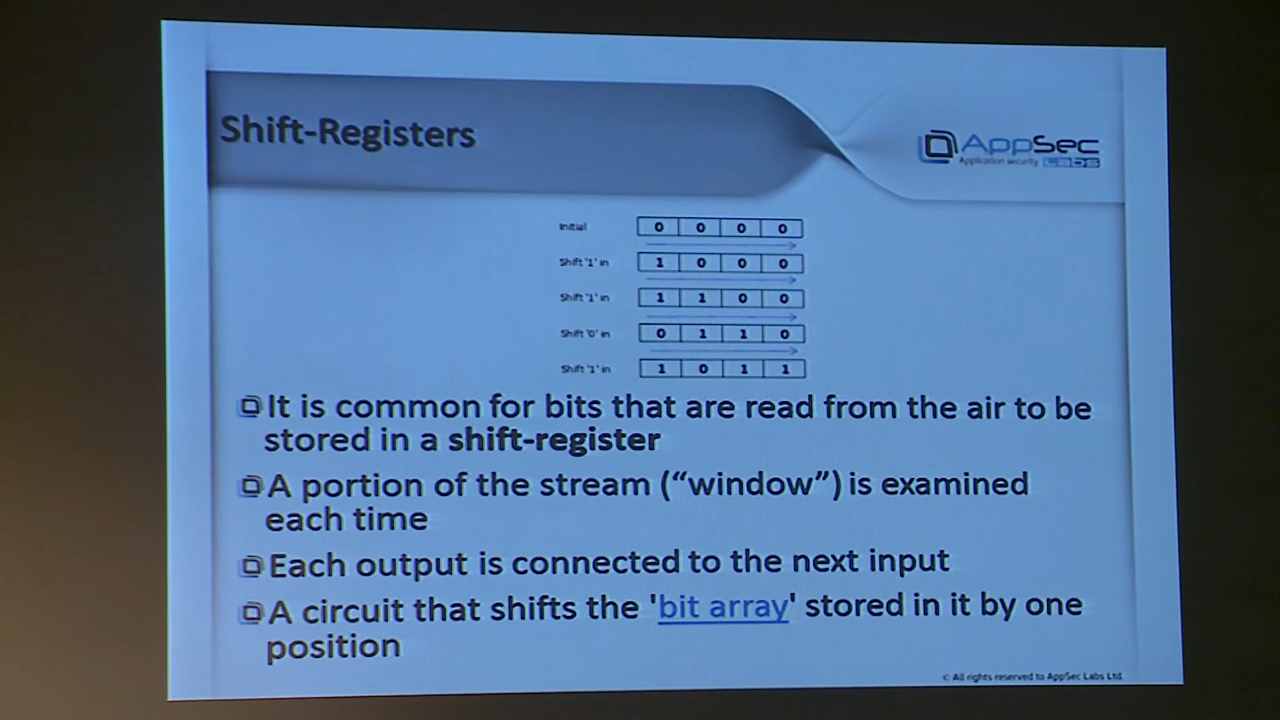 Shift-Registers
AppSec
Application security Labs
Initial 0 0 0 0
Shift '1' in 1 0 0 0
Shift '1' in 1 1 0 0
Shift '0' in 0 1 1 0
Shift '1' in 1 0 1 1
It is common for bits that are read from the air to be
stored in a shift-register
A portion of the stream (“window”) is examined
each time
Each output is connected to the next input
A circuit that shifts the 'bit array' stored in it by one
position
© All rights reserved to AppSec Labs Ltd.